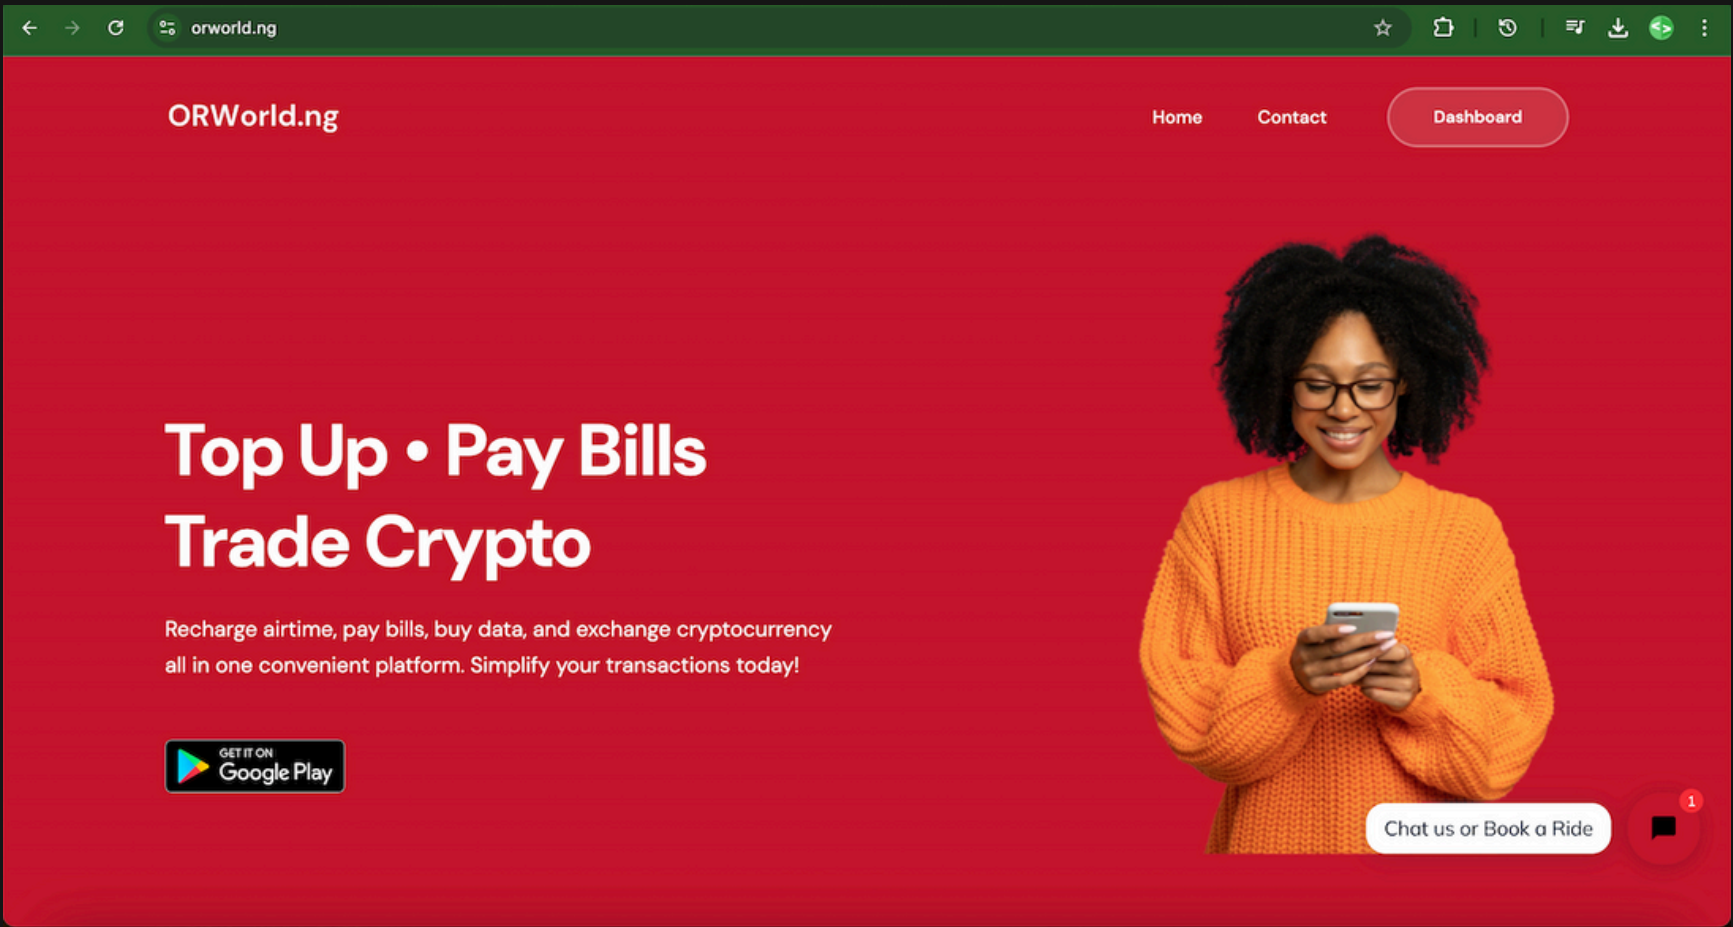 orworld.ng
ORWorld.ng
Home
Contact
Dashboard
Top Up • Pay Bills
Trade Crypto
Recharge airtime, pay bills, buy data, and exchange cryptocurrency
all in one convenient platform. Simplify your transactions today!
GET IT ON
Google Play
Chat us or Book a Ride
1